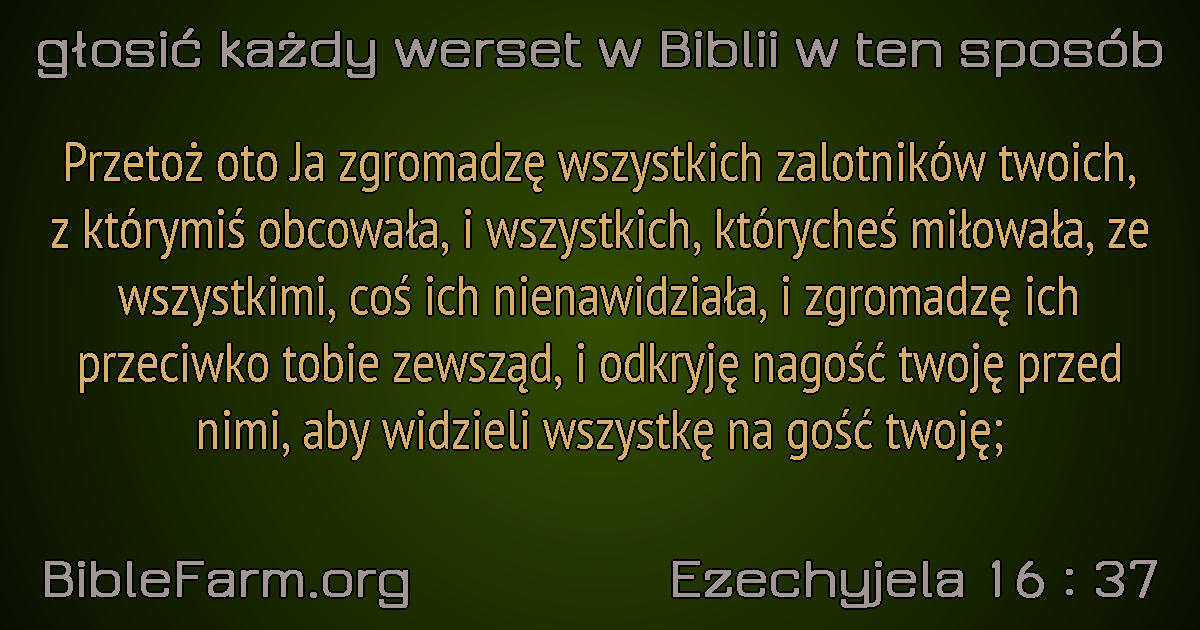 głosić każdy werset w Biblii w ten sposób
Przetoż oto Ja zgromadzę wszystkich zalotników twoich,
z którymiś obcowała, i wszystkich, którycheś miłowała, ze
wszystkimi, coś ich nienawidziała, i zgromadzę ich
przeciwko tobie zewsząd, i odkryję nagość twoję przed
nimi, aby widzieli wszystkę na gość twoję;
BibleFarm.org
Ezechyjela 16 : 37